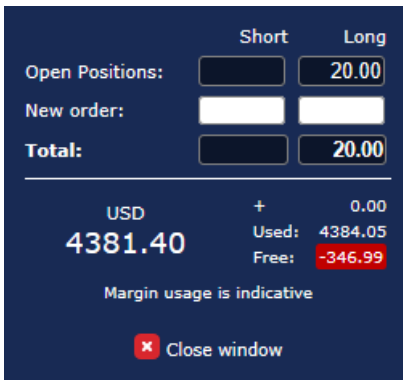 Short Long
Open Positions: 20.00
New order:
Total: 20.00
USD
4381.40
+ 0.00
Used: 4384.05
Free: -346.99
Margin usage is indicative
Close window